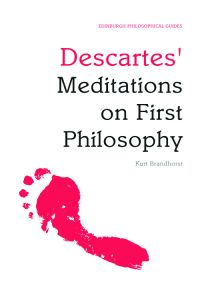 EDINBURGH PHILOSOPHICAL GUIDES
Descartes'
Meditations
on First
Philosophy
Kurt Brandhorst